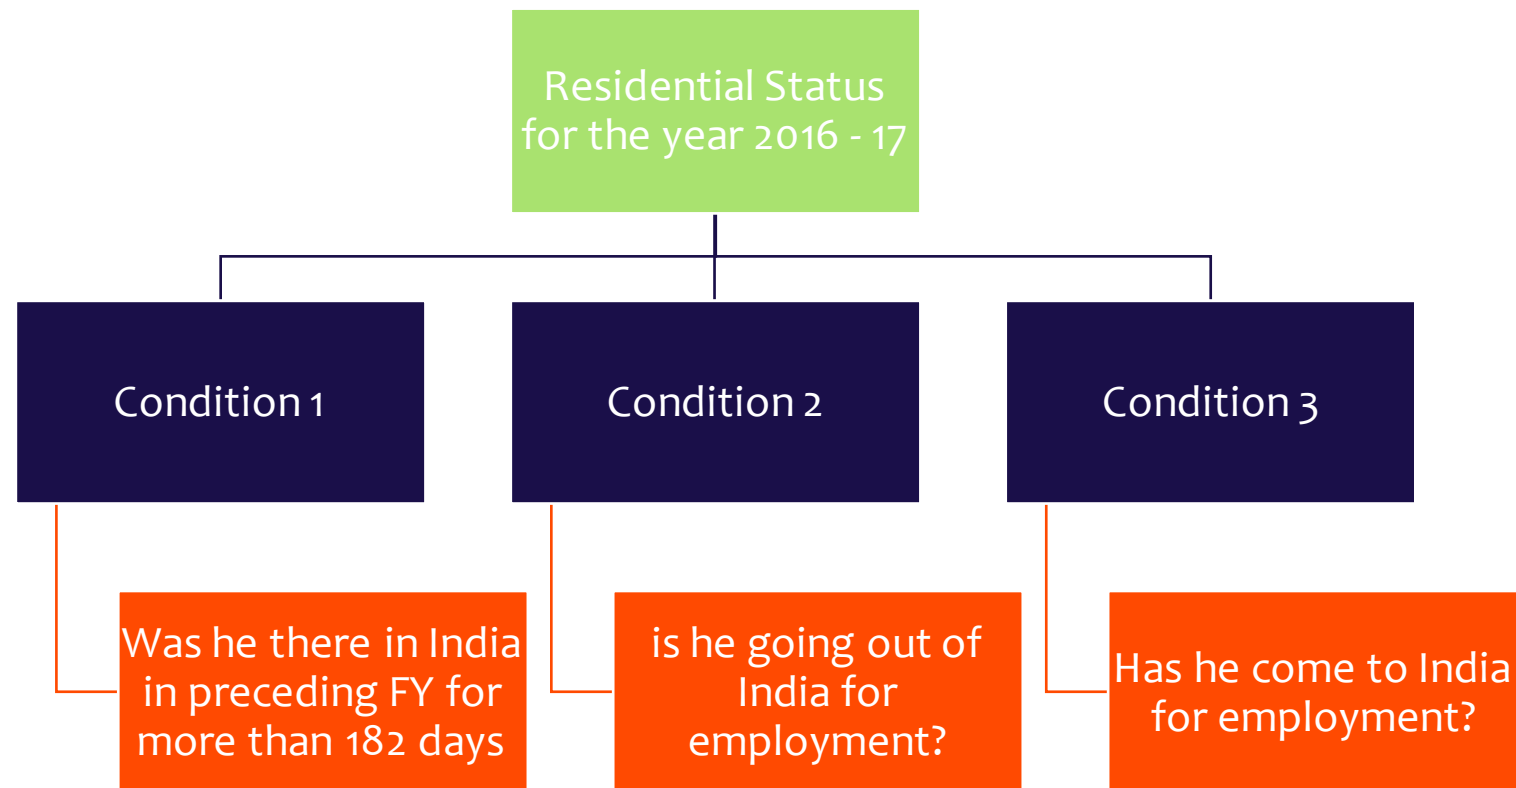 Residential Status
for the year 2016 - 17
Condition 1
Condition 2
Condition 3
Was he there in India
in preceding FY for
more than 182 days
is he going out of
India for
employment?
Has he come to India
for employment?